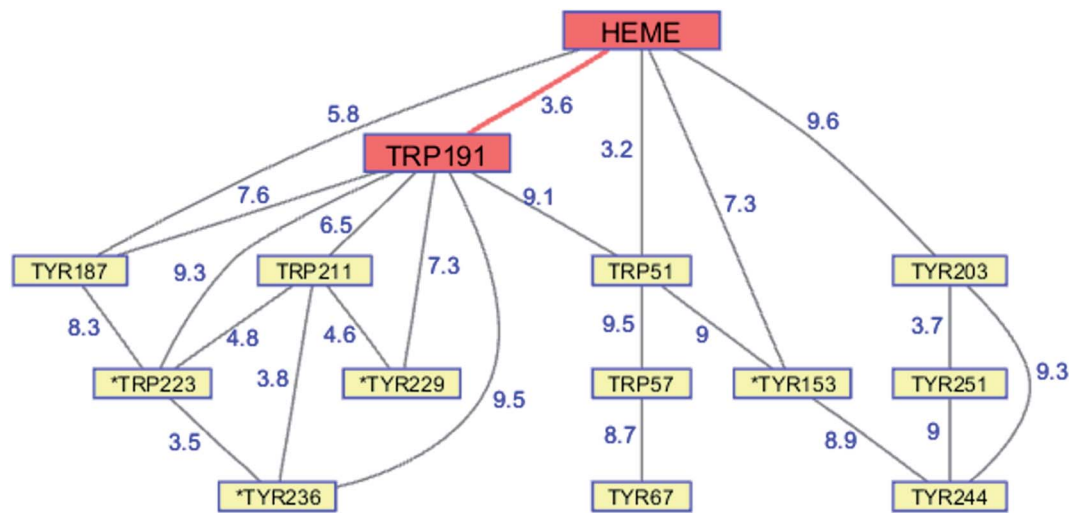 HEME
5.8
3.6
9.6
3.2
TRP191
7.6
9.1
7.3
6.5
TYR187
9.3
TRP211
7.3
TRP51
TYR203
8.3
4.8
4.6
9.5
9
3.7
*TRP223
3.8
*TYR229
9.5
TRP57
*TYR153
TYR251
9.3
3.5
8.7
8.9
9
*TYR236
TYR67
TYR244